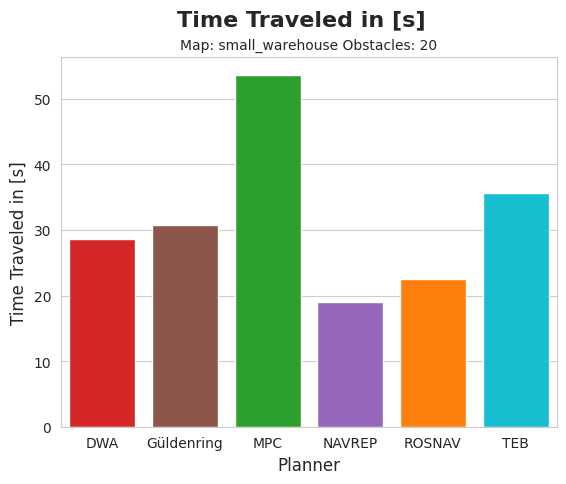 Time Traveled in [s]
Map: small_warehouse Obstacles: 20
Time Traveled in [s]
50
40
30
20
10
0
DWA Güldenring MPC NAVREP ROSNAV TEB
Planner